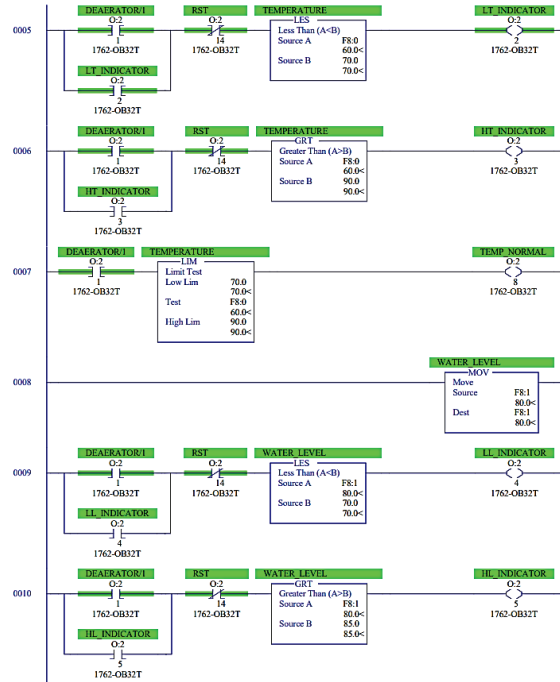 DEAERATOR/1 RST TEMPERATURE LT_INDICATOR
O:2 O:2 LES O:2
0005 Less Than (A<B)
1 14 Source A F8:0 2
1762-OB32T 1762-OB32T 60.0< 1762-OB32T
Source B 70.0
70.0<
LT_INDICATOR
O:2
2
1762-OB32T
DEAERATOR/1 RST TEMPERATURE HT_INDICATOR
O:2 O:2 GRT O:2
0006 Greater Than (A>B)
1 14 Source A F8:0 3
1762-OB32T 1762-OB32T 60.0< 1762-OB32T
Source B 90.0
90.0<
HT_INDICATOR
O:2
3
1762-OB32T
DEAERATOR/1 TEMPERATURE TEMP_NORMAL
O:2 LIM O:2
0007 Limit Test
1 Low Lim 70.0 8
1762-OB32T 70.0< 1762-OB32T
Test F8:0
60.0<
High Lim 90.0
90.0<
WATER_LEVEL
MOV
0008 Move
Source F8:1
80.0<
Dest F8:1
80.0<
DEAERATOR/1 RST WATER_LEVEL LL_INDICATOR
O:2 O:2 LES O:2
0009 Less Than (A<B)
1 14 Source A F8:1 4
1762-OB32T 1762-OB32T 80.0< 1762-OB32T
Source B 70.0
70.0<
LL_INDICATOR
O:2
4
1762-OB32T
DEAERATOR/1 RST WATER_LEVEL HL_INDICATOR
O:2 O:2 GRT O:2
0010 Greater Than (A>B)
1 14 Source A F8:1 5
1762-OB32T 1762-OB32T 80.0< 1762-OB32T
Source B 85.0
85.0<
HL_INDICATOR
O:2
5
1762-OB32T